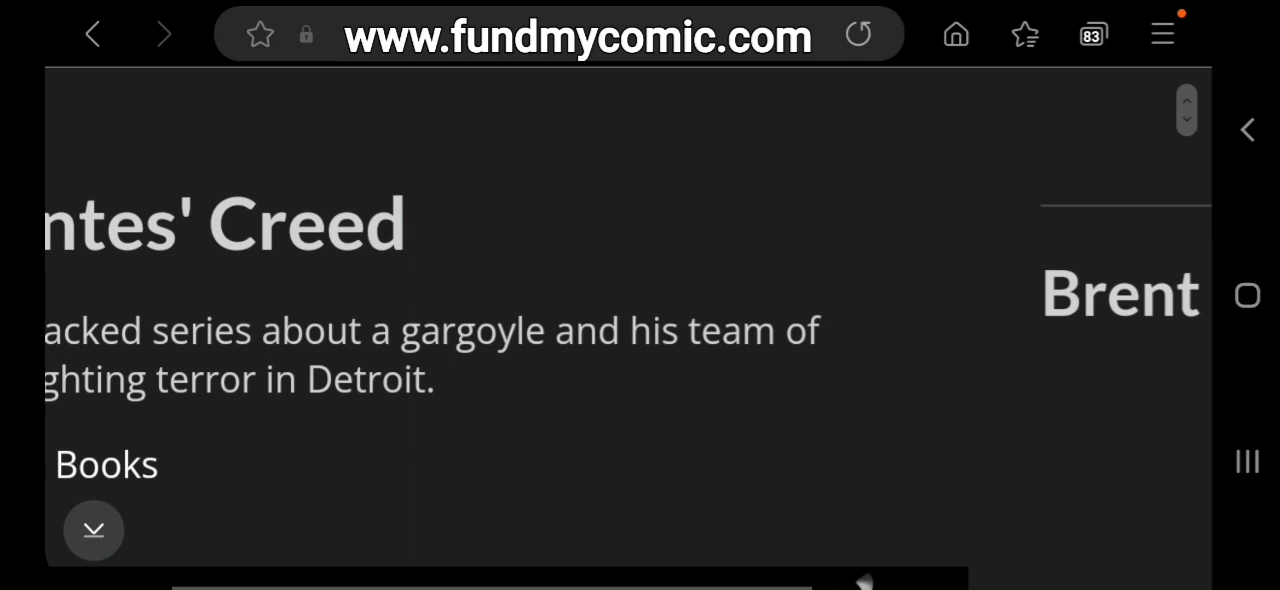 www.fundmycomic.com
83
ntes' Creed
acked series about a gargoyle and his team of
ghting terror in Detroit.
Books
Brent